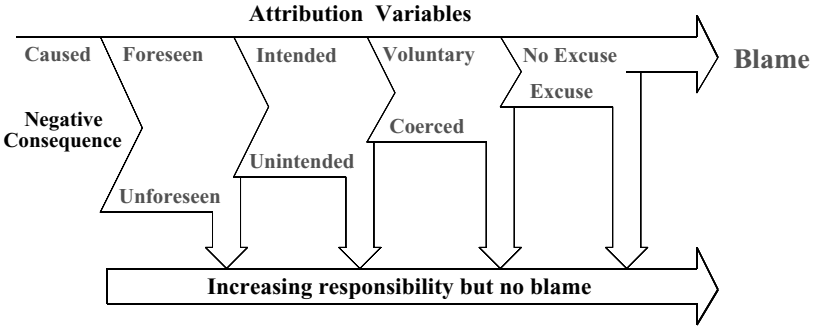 Attribution Variables
Caused Foreseen Intended Voluntary No Excuse
Blame
Excuse
Negative
Consequence
Coerced
Unintended
Unforeseen
Increasing responsibility but no blame